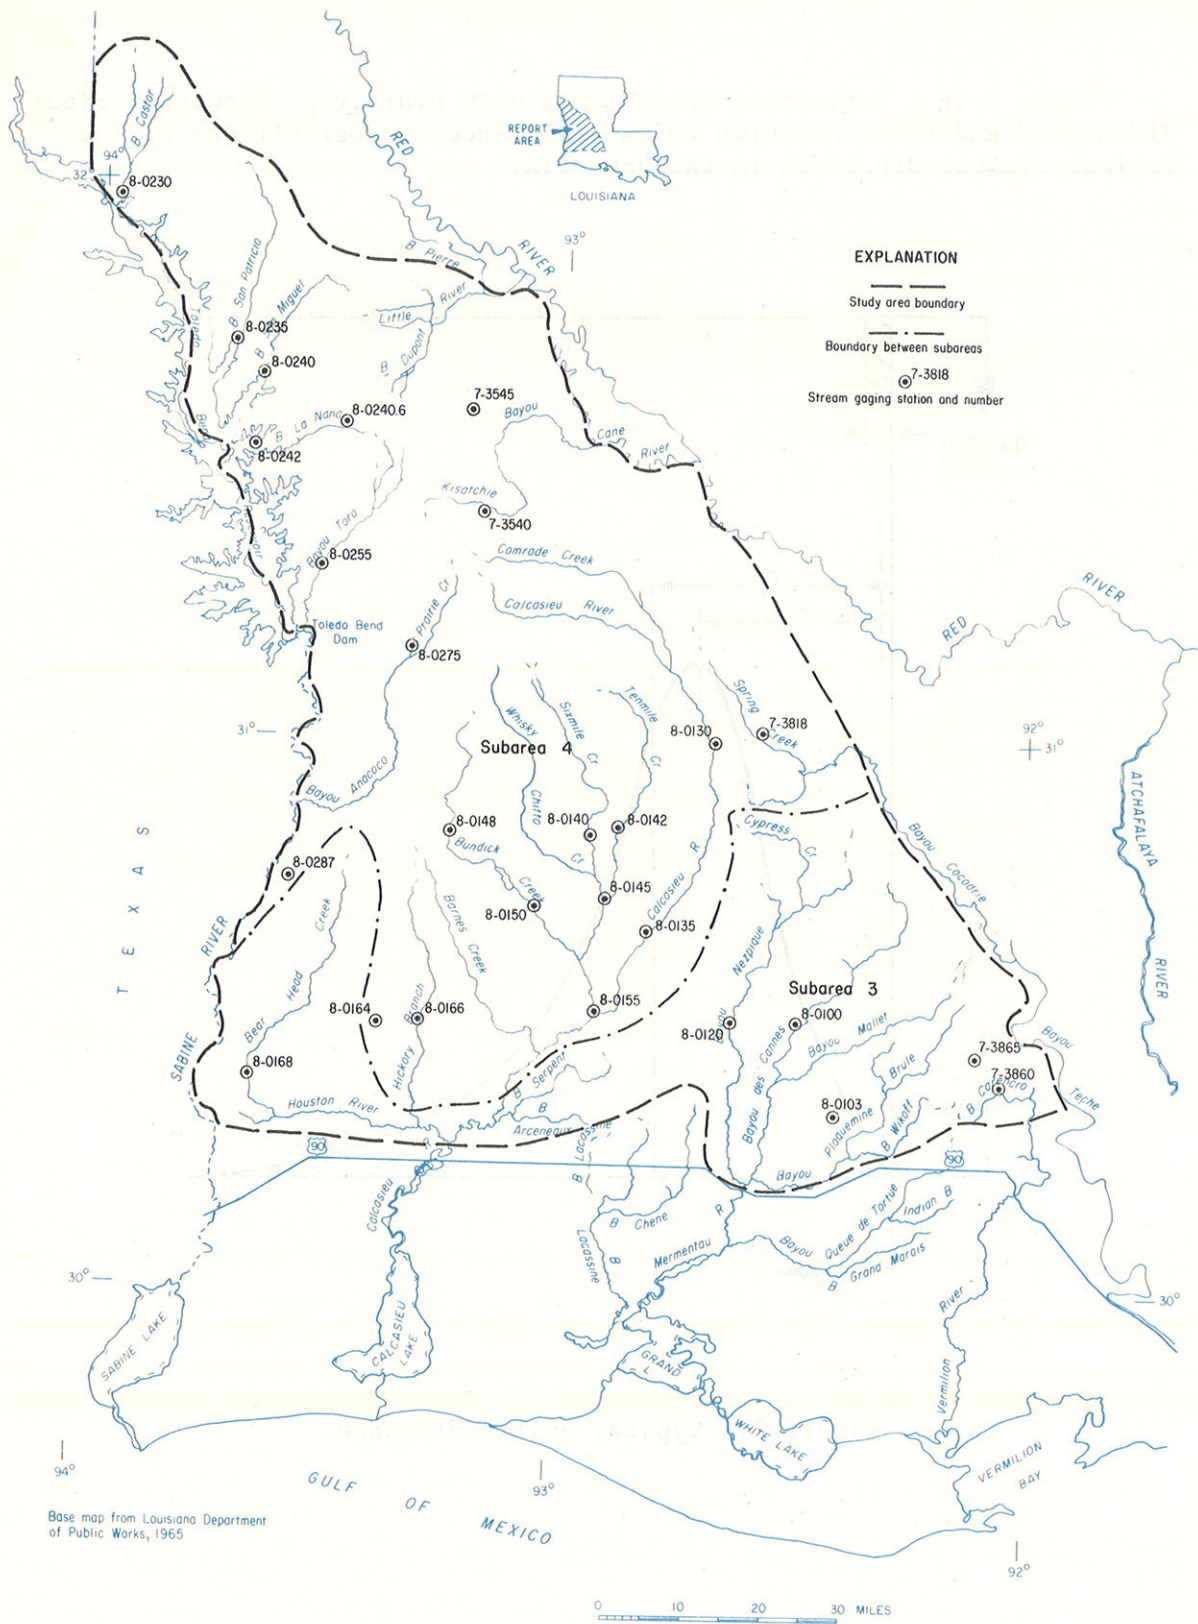 RED
RIVER
REPORT
AREA
LOUISIANA
B Castor
94°
32°
8-0230
93°
EXPLANATION
Study area boundary
Boundary between subareas
7-3818
Stream gaging station and number
B Pierre
Little River
B Dupont
B San Patricio
B San Miguel
Toledo
Bend
8-0235
8-0240
8-0240.6
7-3545
B La Nana
8-0242
Bayou
Cane
River
Kisatchie
7-3540
Bayou Toro
8-0255
Comrade Creek
Calcasieu River
Prairie Cr
Toledo Bend
Dam
8-0275
RED
RIVER
Whisky
Chitto
Cr
Sixmile
Cr
Tenmile
Cr
Spring
Creek
7-3818
8-0130
31°
92°
31°
Subarea 4
Bayou Anacoco
8-0148
8-0140
8-0142
Bundick
Creek
Cypress
Cr
Bayou Cocodrie
ATCHAFALAYA
RIVER
TEXAS
8-0287
8-0145
8-0150
Calcasieu R
8-0135
SABINE
RIVER
Bear Head Creek
Barnes Creek
Bayou Nezpique
Subarea 3
8-0164
8-0166
8-0155
8-0120
8-0100
Hickory Branch
Bayou Mallet
Bayou des Cannes
8-0168
B Serpent
Brule
7-3865
7-3860
B Carencro
Bayou
Teche
Houston River
B
Arceneaux
8-0103
Plaquemine
B Wikoff
90
90
R
Calcasieu
B Lacassine
Bayou
B Chene
B
Lacassine
R
Mermentau
Bayou
Queue de Tortue
Indian B
B Grand Marais
30°
30°
River
Vermilion
SABINE LAKE
CALCASIEU
LAKE
GRAND
L
WHITE LAKE
VERMILION
BAY
94°
93°
92°
GULF OF MEXICO
Base map from Louisiana Department
of Public Works, 1965
0 10 20 30 MILES